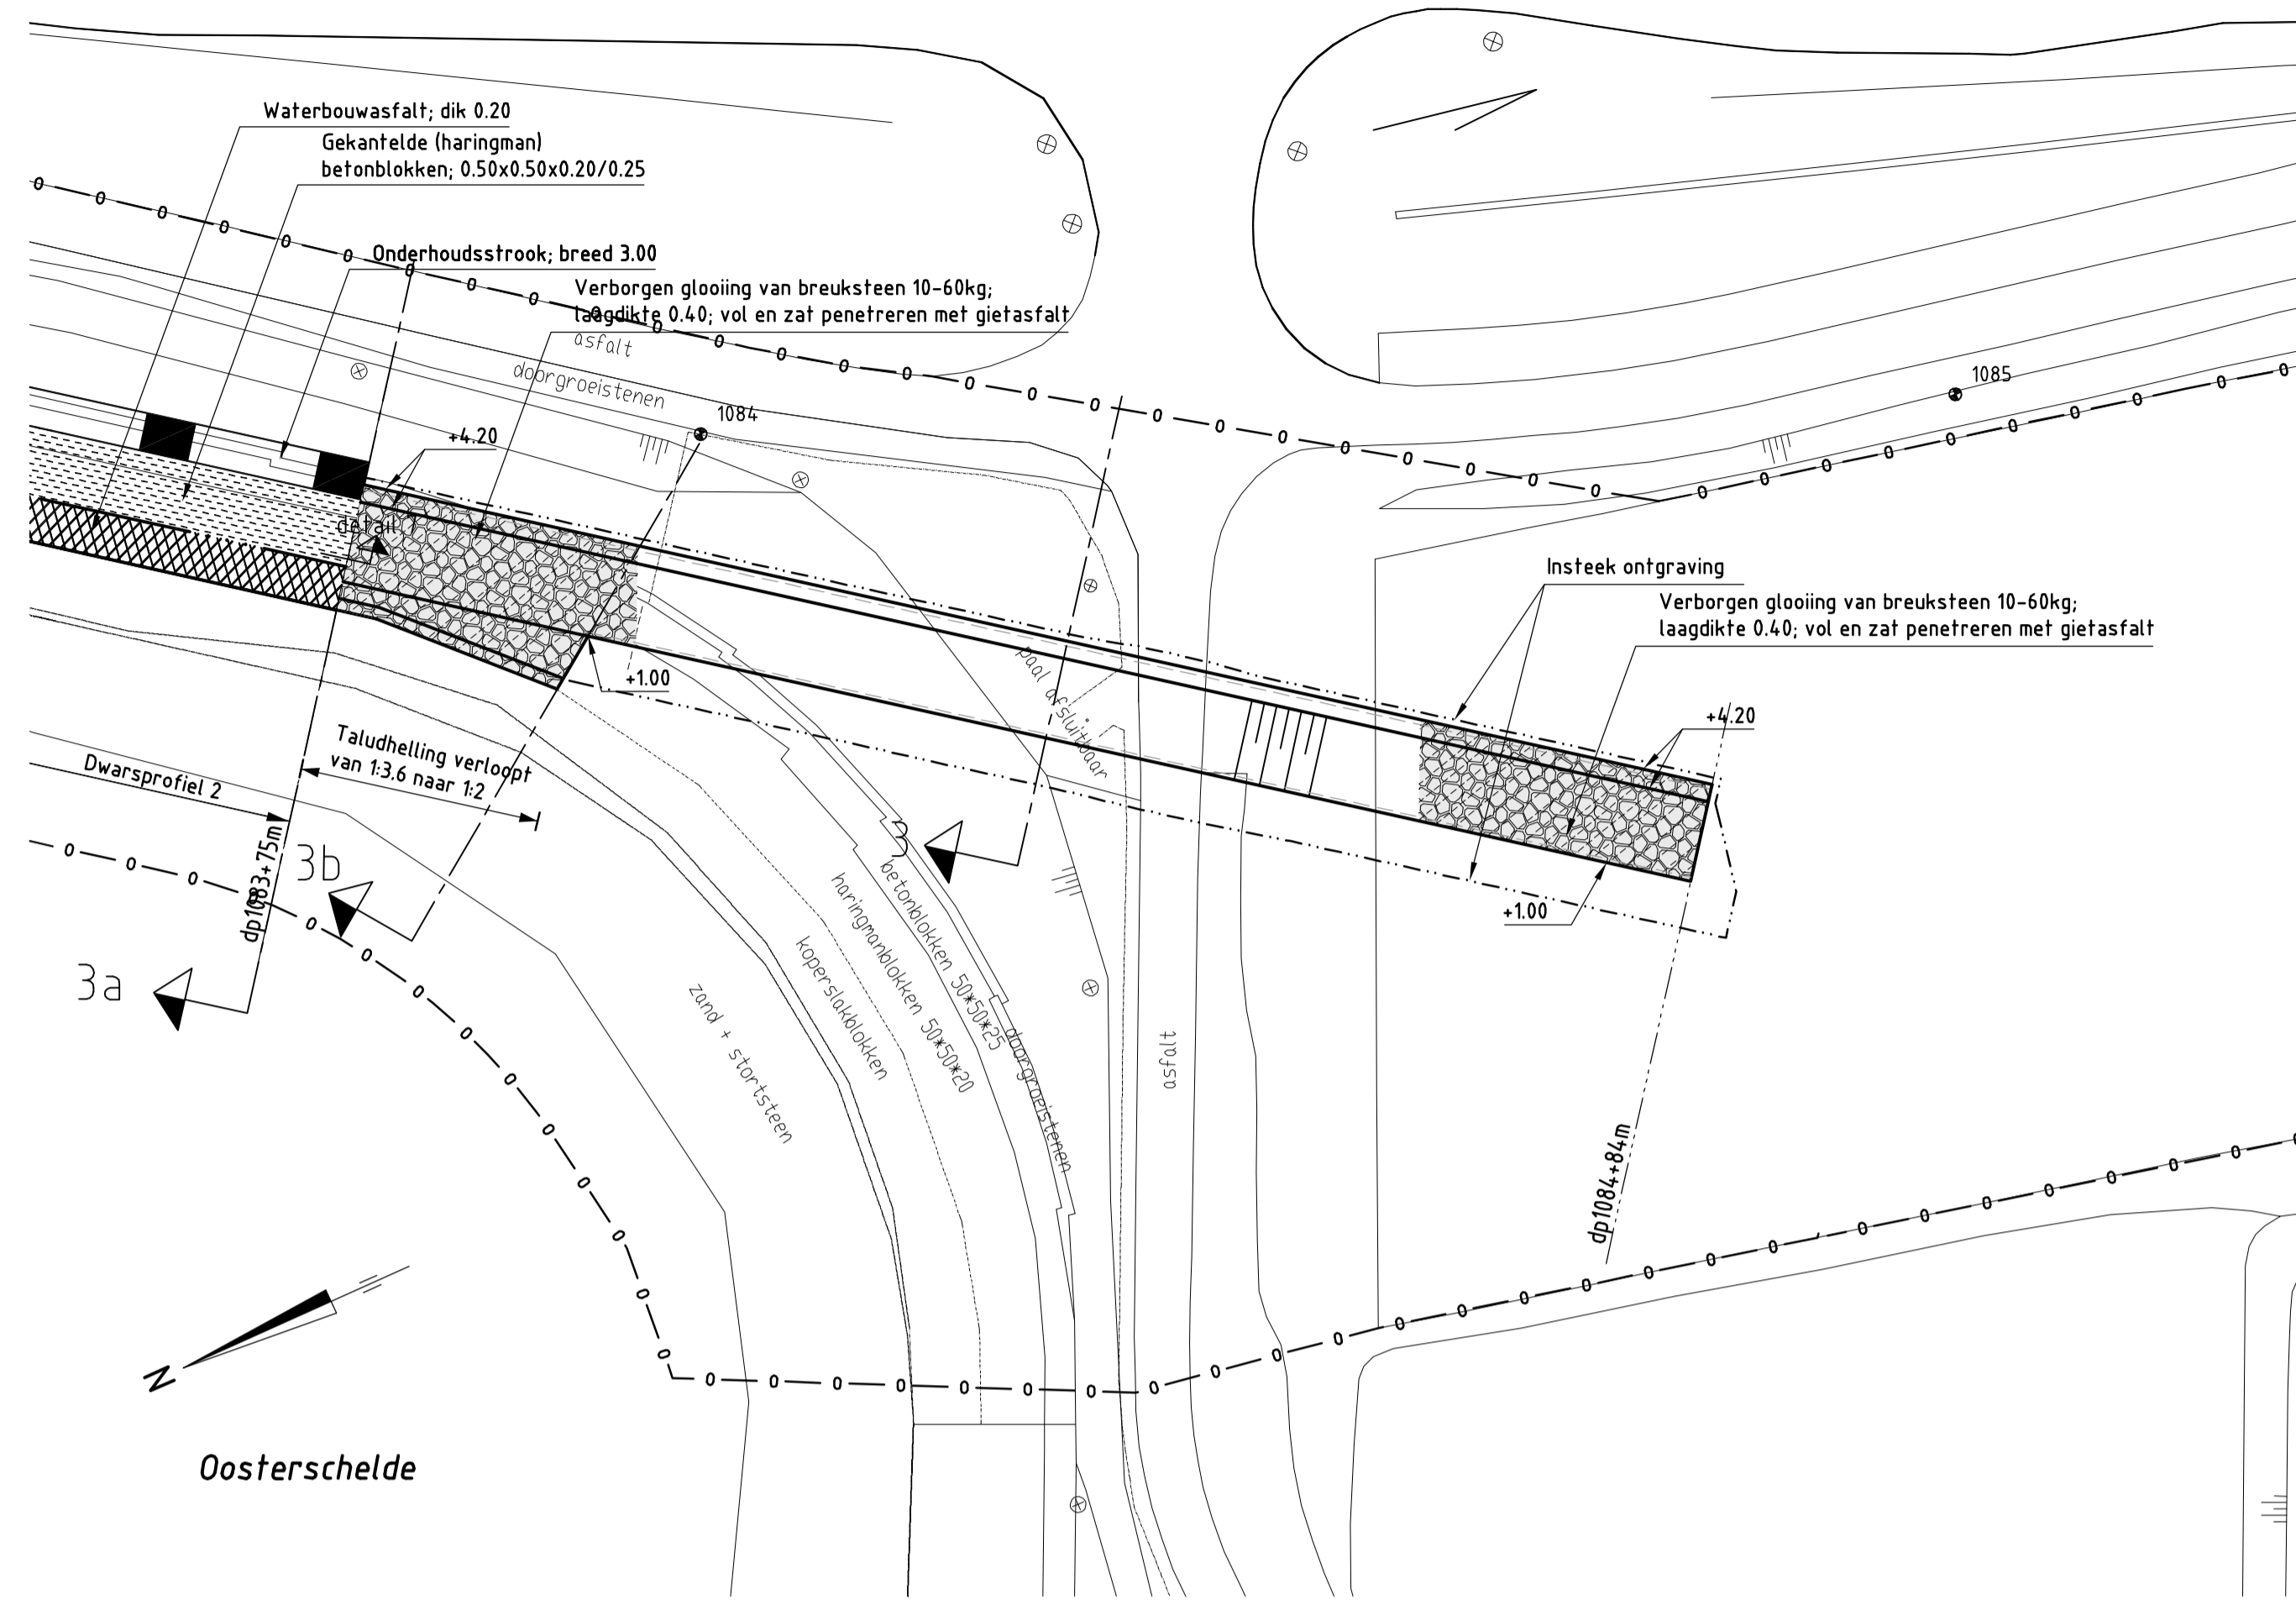 Waterbouwasfalt; dik 0.20
Gekantelde (haringman)
betonblokken; 0.50x0.50x0.20/0.25
Onderhoudsstrook; breed 3.00
Verborgen glooiing van breuksteen 10-60kg;
laagdikte 0.40; vol en zat penetreren met gietasfalt
asfalt
doorgroeistenen
1084
1085
+4.20
detail 1
Insteek ontgraving
Verborgen glooiing van breuksteen 10-60kg;
laagdikte 0.40; vol en zat penetreren met gietasfalt
+1.00
paal afsluitbaar
+4.20
Taludhelling verloopt
van 1:3.6 naar 1:2
Dwarsprofiel 2
dp1083+75m
3b
3
3a
+1.00
betonblokken 50*50*25
haringmanblokken 50*50*20
koperslakblokken
zand + stortsteen
doorgroeistenen
asfalt
dp1084+84m
N
Oosterschelde